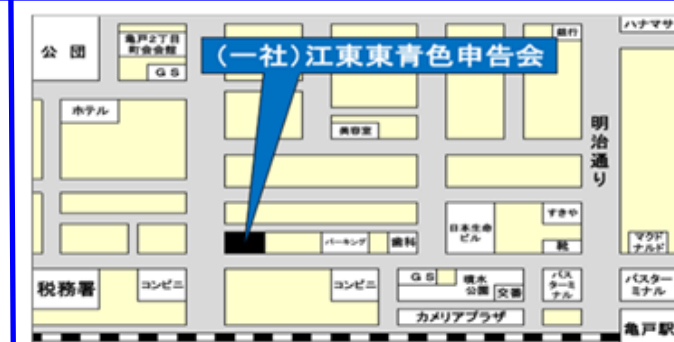 公団
亀戸2丁目
町会会館
GS
(一社)江東東青色申告会
銀行
ハナマサ
ホテル
美容室
明治通り
すきや
日本生命
ビル
パーキング
歯科
靴
マクド
ナルド
税務署
コンビニ
コンビニ
GS
噴水
公園
交番
バス
ターミ
ナル
バスター
ミナル
カメリアプラザ
亀戸駅